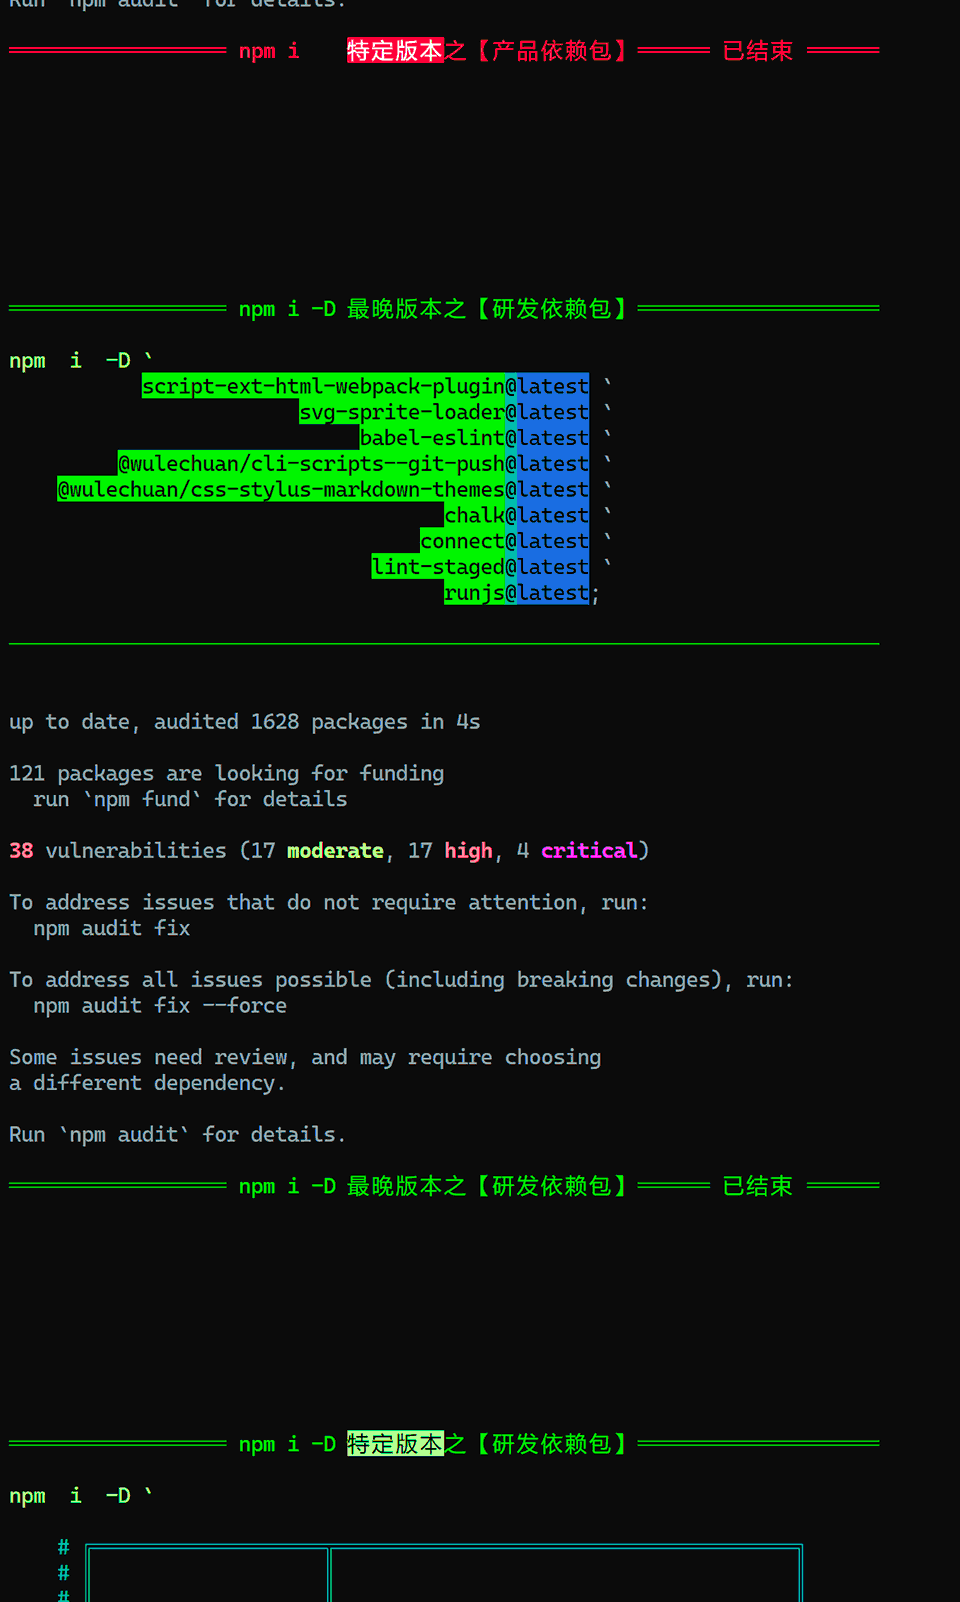 Run `npm audit` for details.
npm i 特定版本之【产品依赖包】 已结束
npm i -D 最晚版本之【研发依赖包】
npm i -D `
script-ext-html-webpack-plugin@latest `
svg-sprite-loader@latest `
babel-eslint@latest `
@wulechuan/cli-scripts--git-push@latest `
@wulechuan/css-stylus-markdown-themes@latest `
chalk@latest `
connect@latest `
lint-staged@latest `
runjs@latest;
up to date, audited 1628 packages in 4s
121 packages are looking for funding
run `npm fund` for details
38 vulnerabilities (17 moderate, 17 high, 4 critical)
To address issues that do not require attention, run:
npm audit fix
To address all issues possible (including breaking changes), run:
npm audit fix --force
Some issues need review, and may require choosing
a different dependency.
Run `npm audit` for details.
npm i -D 最晚版本之【研发依赖包】 已结束
npm i -D 特定版本之【研发依赖包】
npm i -D `
#
#
#